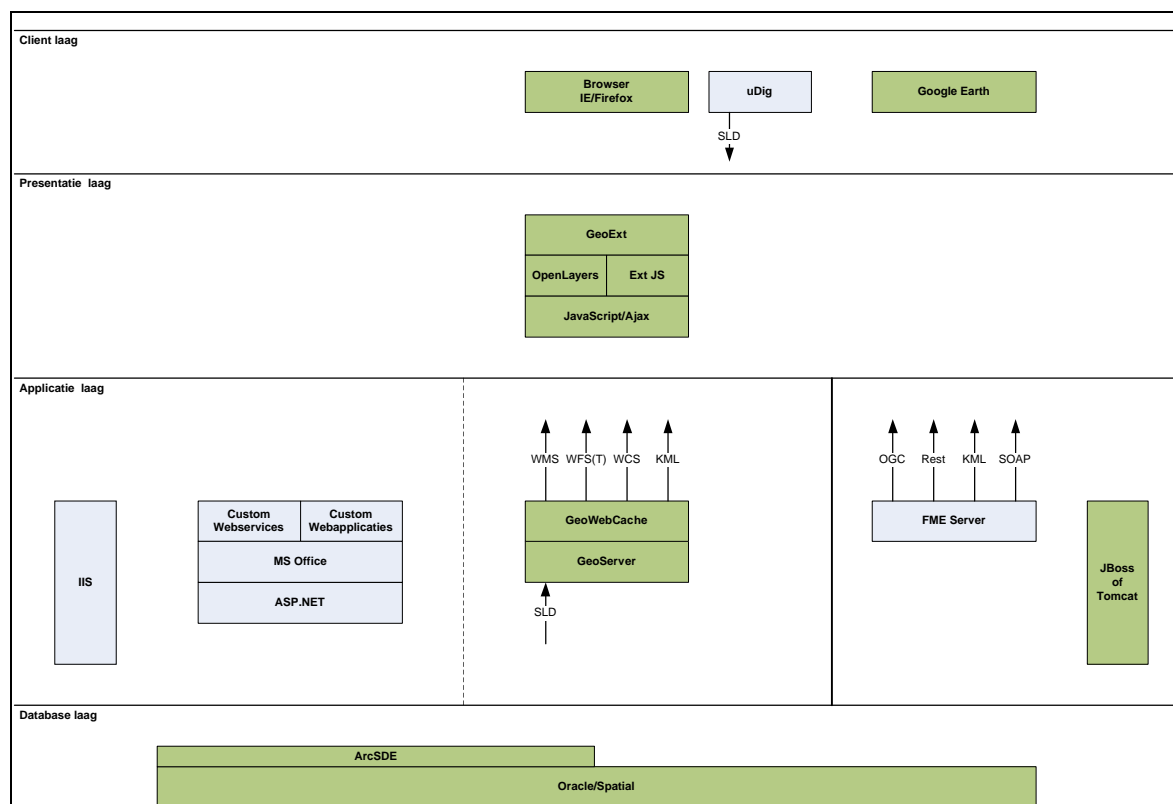 Client laag
Browser
IE/Firefox
uDig
Google Earth
SLD
Presentatie laag
GeoExt
OpenLayers
Ext JS
JavaScript/Ajax
Applicatie laag
WMS
WFS(T)
WCS
KML
OGC
Rest
KML
SOAP
IIS
Custom
Webservices
Custom
Webapplicaties
MS Office
ASP.NET
GeoWebCache
GeoServer
SLD
FME Server
JBoss
of
Tomcat
Database laag
ArcSDE
Oracle/Spatial